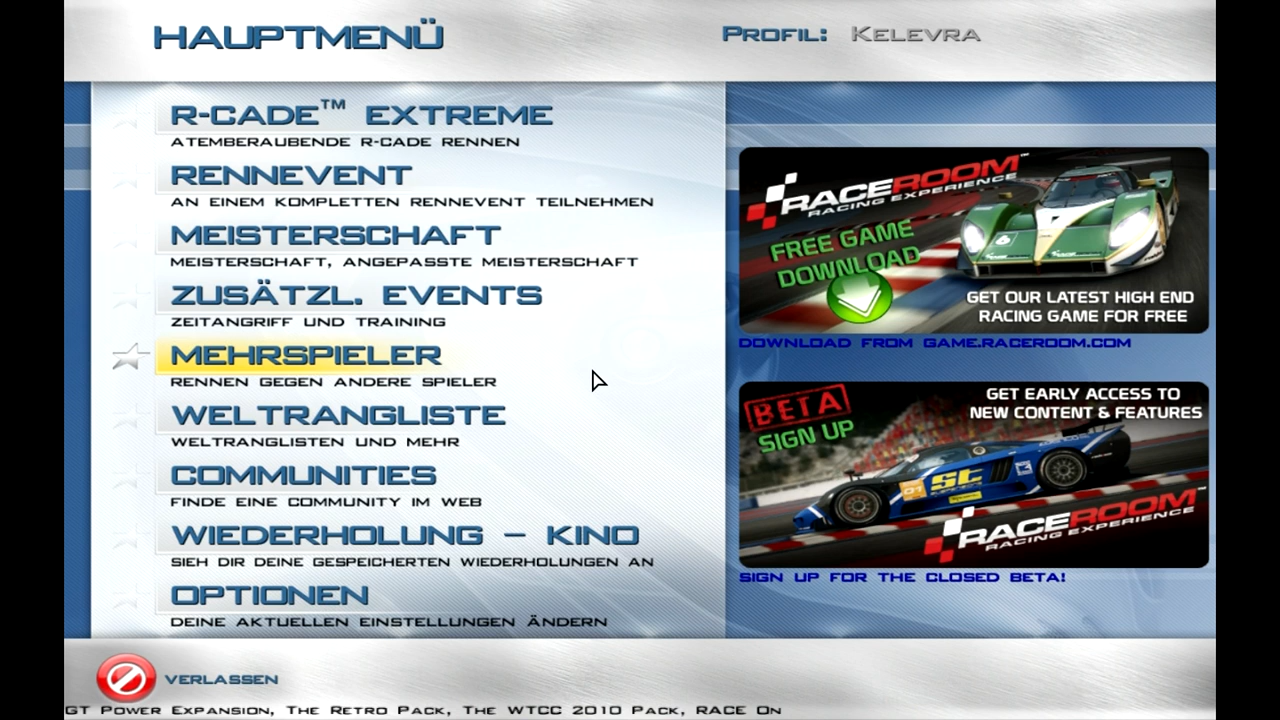 HAUPTMENÜ
PROFIL: KELEVRA
R-CADE™ EXTREME
ATEMBERAUBENDE R-CADE RENNEN
RENNEVENT
AN EINEM KOMPLETTEN RENNEVENT TEILNEHMEN
MEISTERSCHAFT
MEISTERSCHAFT, ANGEPASSTE MEISTERSCHAFT
ZUSÄTZL. EVENTS
ZEITANGRIFF UND TRAINING
MEHRSPIELER
RENNEN GEGEN ANDERE SPIELER
WELTRANGLISTE
WELTRANGLISTEN UND MEHR
COMMUNITIES
FINDE EINE COMMUNITY IM WEB
WIEDERHOLUNG – KINO
SIEH DIR DEINE GESPEICHERTEN WIEDERHOLUNGEN AN
OPTIONEN
DEINE AKTUELLEN EINSTELLUNGEN ÄNDERN
RACEROOM™
RACING EXPERIENCE
FREE GAME
DOWNLOAD
GET OUR LATEST HIGH END
RACING GAME FOR FREE
DOWNLOAD FROM GAME.RACEROOM.COM
BETA
SIGN UP
GET EARLY ACCESS TO
NEW CONTENT & FEATURES
01
st
RACEROOM™
RACING EXPERIENCE
SIGN UP FOR THE CLOSED BETA!
VERLASSEN
GT POWER EXPANSION, THE RETRO PACK, THE WTCC 2010 PACK, RACE ON